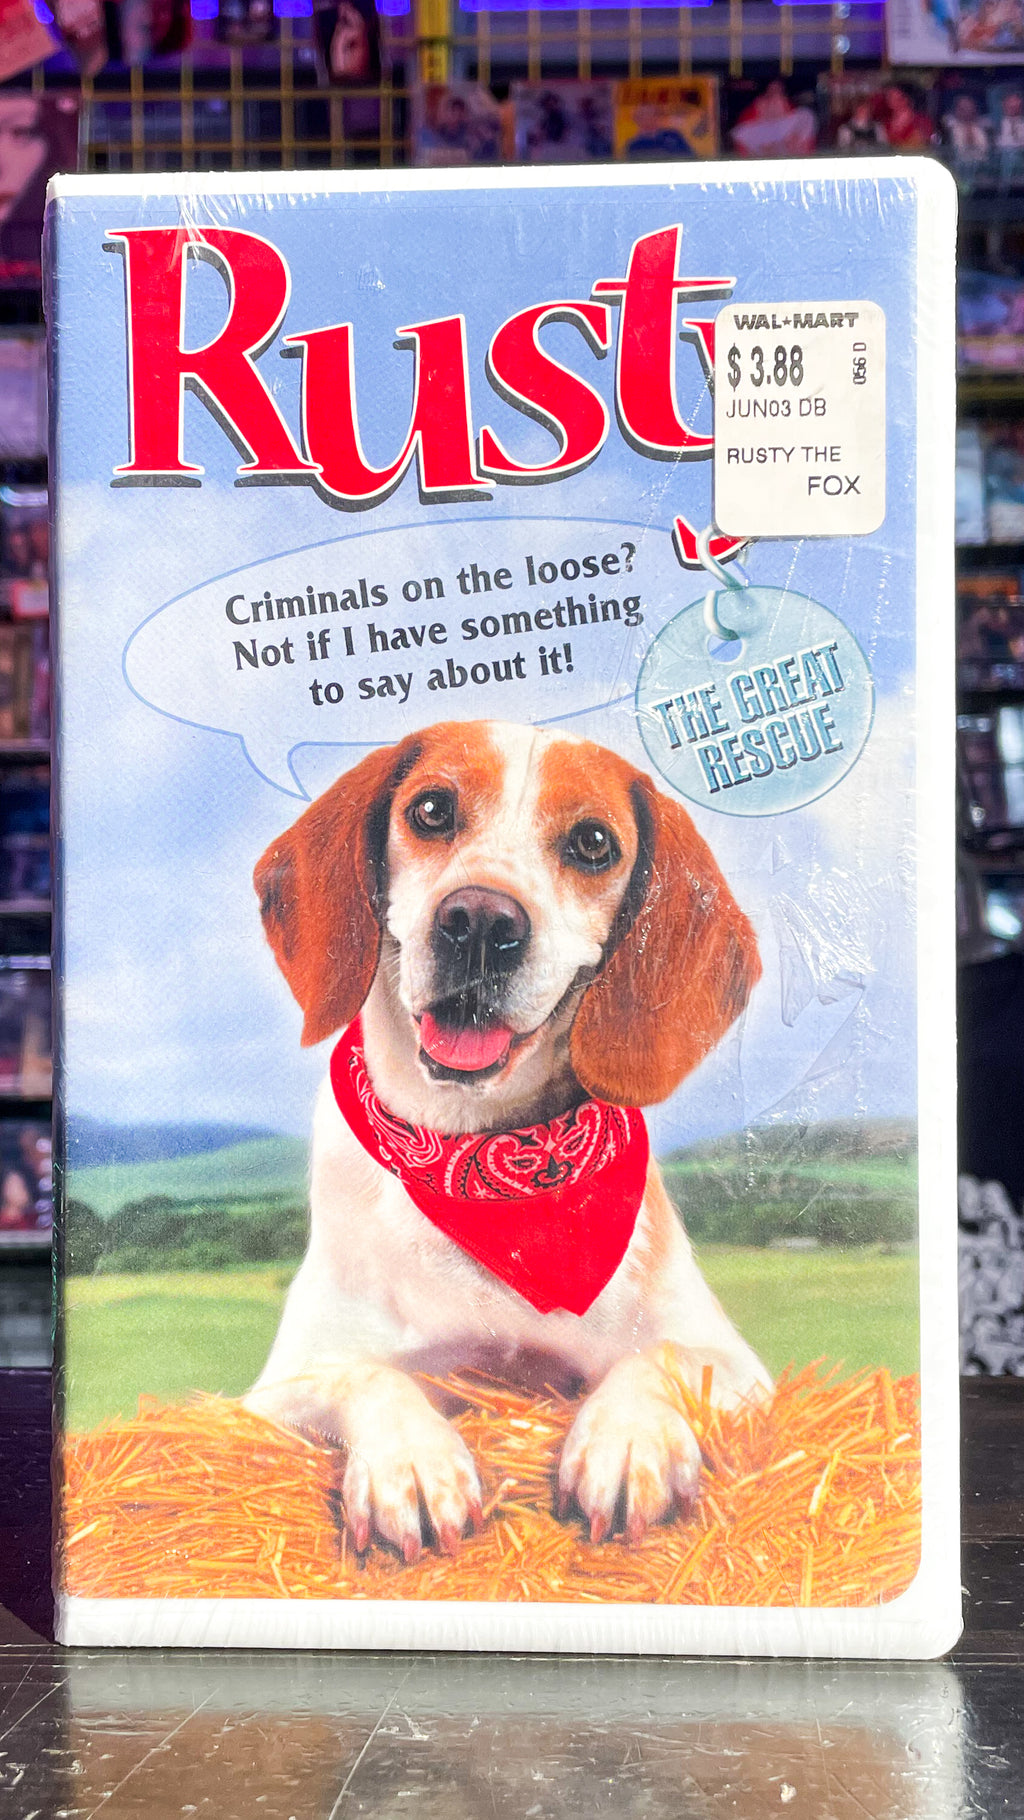 Rusty
WAL★MART
$3.88
056 D
JUN03 DB
RUSTY THE
FOX
Criminals on the loose?
Not if I have something
to say about it!
THE GREAT
RESCUE